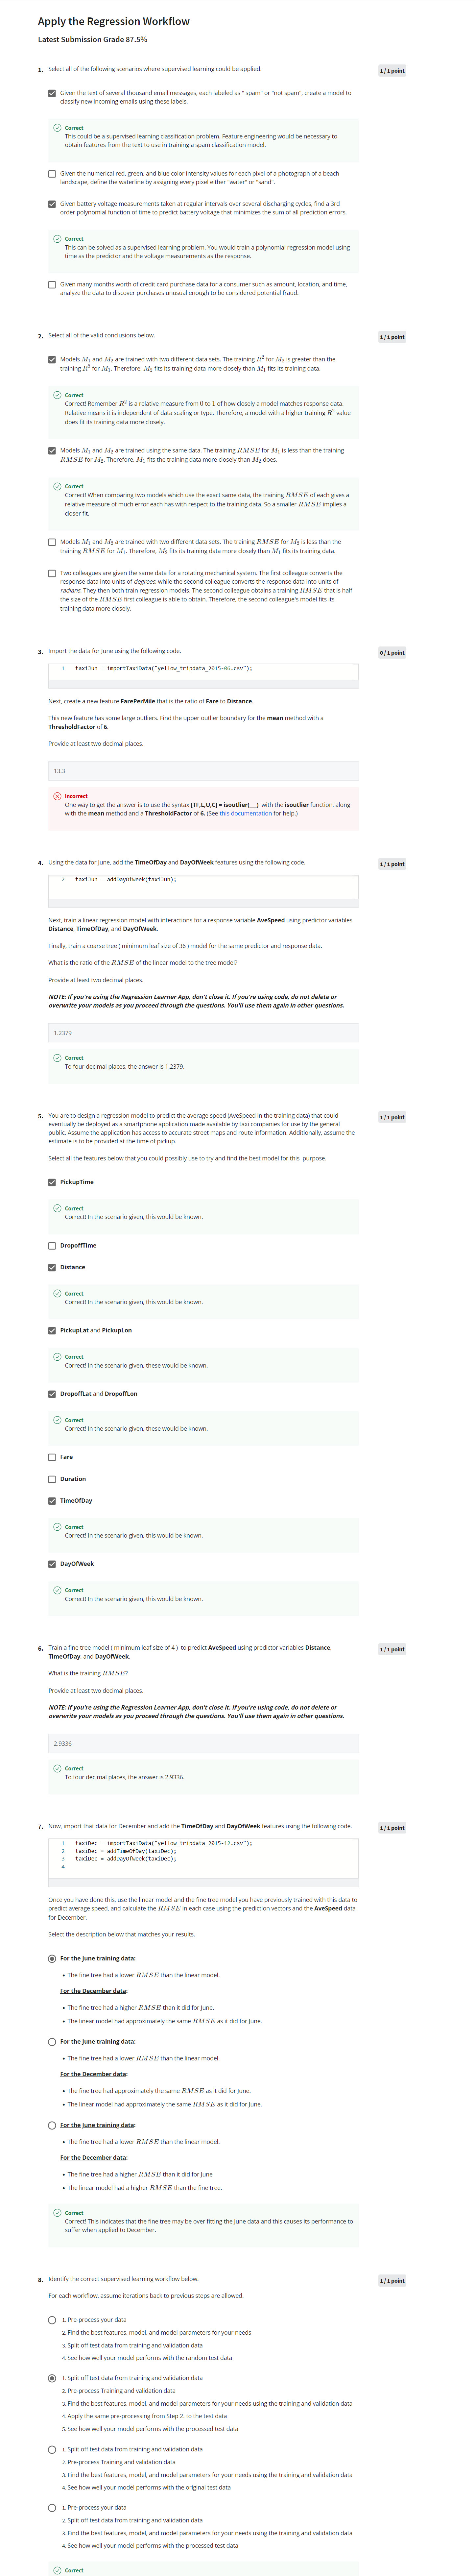 Apply the Regression Workflow
Latest Submission Grade 87.5%
1. Select all of the following scenarios where supervised learning could be applied.
1 / 1 point
Given the text of several thousand email messages, each labeled as " spam" or "not spam", create a model to
classify new incoming emails using these labels.
Correct
This could be a supervised learning classification problem. Feature engineering would be necessary to
obtain features from the text to use in training a spam classification model.
Given the numerical red, green, and blue color intensity values for each pixel of a photograph of a beach
landscape, define the waterline by assigning every pixel either "water" or "sand".
Given battery voltage measurements taken at regular intervals over several discharging cycles, find a 3rd
order polynomial function of time to predict battery voltage that minimizes the sum of all prediction errors.
Correct
This can be solved as a supervised learning problem. You would train a polynomial regression model using
time as the predictor and the voltage measurements as the response.
Given many months worth of credit card purchase data for a consumer such as amount, location, and time,
analyze the data to discover purchases unusual enough to be considered potential fraud.
2. Select all of the valid conclusions below.
1 / 1 point
Models M₁ and M₂ are trained with two different data sets. The training R² for M₂ is greater than the
training R² for M₁. Therefore, M₂ fits its training data more closely than M₁ fits its training data.
Correct
Correct! Remember R² is a relative measure from 0 to 1 of how closely a model matches response data.
Relative means it is independent of data scaling or type. Therefore, a model with a higher training R² value
does fit its training data more closely.
Models M₁ and M₂ are trained using the same data. The training RMSE for M₁ is less than the training
RMSE for M₂. Therefore, M₁ fits the training data more closely than M₂ does.
Correct
Correct! When comparing two models which use the exact same data, the training RMSE of each gives a
relative measure of much error each has with respect to the training data. So a smaller RMSE implies a
closer fit.
Models M₁ and M₂ are trained with two different data sets. The training RMSE for M₂ is less than the
training RMSE for M₁. Therefore, M₂ fits its training data more closely than M₁ fits its training data.
Two colleagues are given the same data for a rotating mechanical system. The first colleague converts the
response data into units of degrees, while the second colleague converts the response data into units of
radians. They then both train regression models. The second colleague obtains a training RMSE that is half
the size of the RMSE first colleague is able to obtain. Therefore, the second colleague's model fits its
training data more closely.
3. Import the data for June using the following code.
0 / 1 point
1 taxiJun = importTaxiData("yellow_tripdata_2015-06.csv");
Next, create a new feature FarePerMile that is the ratio of Fare to Distance.
This new feature has some large outliers. Find the upper outlier boundary for the mean method with a
ThresholdFactor of 6.
Provide at least two decimal places.
13.3
Incorrect
One way to get the answer is to use the syntax [TF,L,U,C] = isoutlier(___) with the isoutlier function, along
with the mean method and a ThresholdFactor of 6. (See this documentation for help.)
4. Using the data for June, add the TimeOfDay and DayOfWeek features using the following code.
1 / 1 point
2 taxiJun = addDayOfWeek(taxiJun);
Next, train a linear regression model with interactions for a response variable AveSpeed using predictor variables
Distance, TimeOfDay, and DayOfWeek.
Finally, train a coarse tree ( minimum leaf size of 36 ) model for the same predictor and response data.
What is the ratio of the RMSE of the linear model to the tree model?
Provide at least two decimal places.
NOTE: If you're using the Regression Learner App, don't close it. If you're using code, do not delete or
overwrite your models as you proceed through the questions. You'll use them again in other questions.
1.2379
Correct
To four decimal places, the answer is 1.2379.
5. You are to design a regression model to predict the average speed (AveSpeed in the training data) that could
eventually be deployed as a smartphone application made available by taxi companies for use by the general
public. Assume the application has access to accurate street maps and route information. Additionally, assume the
estimate is to be provided at the time of pickup.
1 / 1 point
Select all the features below that you could possibly use to try and find the best model for this purpose.
PickupTime
Correct
Correct! In the scenario given, this would be known.
DropoffTime
Distance
Correct
Correct! In the scenario given, this would be known.
PickupLat and PickupLon
Correct
Correct! In the scenario given, these would be known.
DropoffLat and DropoffLon
Correct
Correct! In the scenario given, these would be known.
Fare
Duration
TimeOfDay
Correct
Correct! In the scenario given, this would be known.
DayOfWeek
Correct
Correct! In the scenario given, this would be known.
6. Train a fine tree model ( minimum leaf size of 4 ) to predict AveSpeed using predictor variables Distance,
TimeOfDay, and DayOfWeek.
1 / 1 point
What is the training RMSE?
Provide at least two decimal places.
NOTE: If you're using the Regression Learner App, don't close it. If you're using code, do not delete or
overwrite your models as you proceed through the questions. You'll use them again in other questions.
2.9336
Correct
To four decimal places, the answer is 2.9336.
7. Now, import that data for December and add the TimeOfDay and DayOfWeek features using the following code.
1 / 1 point
1 taxiDec = importTaxiData("yellow_tripdata_2015-12.csv");
2 taxiDec = addTimeOfDay(taxiDec);
3 taxiDec = addDayOfWeek(taxiDec);
4
Once you have done this, use the linear model and the fine tree model you have previously trained with this data to
predict average speed, and calculate the RMSE in each case using the prediction vectors and the AveSpeed data
for December.
Select the description below that matches your results.
For the June training data:
• The fine tree had a lower RMSE than the linear model.
For the December data:
• The fine tree had a higher RMSE than it did for June.
• The linear model had approximately the same RMSE as it did for June.
For the June training data:
• The fine tree had a lower RMSE than the linear model.
For the December data:
• The fine tree had approximately the same RMSE as it did for June.
• The linear model had approximately the same RMSE as it did for June.
For the June training data:
• The fine tree had a lower RMSE than the linear model.
For the December data:
• The fine tree had a higher RMSE than it did for June
• The linear model had a higher RMSE than the fine tree.
Correct
Correct! This indicates that the fine tree may be over fitting the June data and this causes its performance to
suffer when applied to December.
8. Identify the correct supervised learning workflow below.
1 / 1 point
For each workflow, assume iterations back to previous steps are allowed.
1. Pre-process your data
2. Find the best features, model, and model parameters for your needs
3. Split off test data from training and validation data
4. See how well your model performs with the random test data
1. Split off test data from training and validation data
2. Pre-process Training and validation data
3. Find the best features, model, and model parameters for your needs using the training and validation data
4. Apply the same pre-processing from Step 2. to the test data
5. See how well your model performs with the processed test data
1. Split off test data from training and validation data
2. Pre-process Training and validation data
3. Find the best features, model, and model parameters for your needs using the training and validation data
4. See how well your model performs with the original test data
1. Pre-process your data
2. Split off test data from training and validation data
3. Find the best features, model, and model parameters for your needs using the training and validation data
4. See how well your model performs with the processed test data
Correct